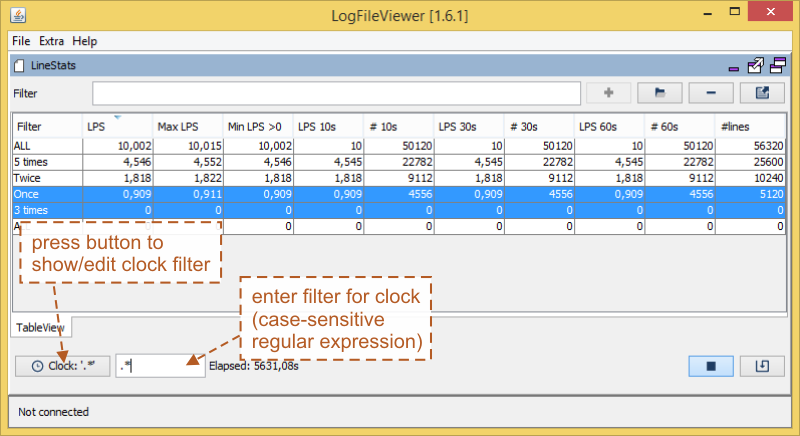 LogFileViewer [1.6.1]
File Extra Help
LineStats
Filter
Filter LPS Max LPS Min LPS >0 LPS 10s # 10s LPS 30s # 30s LPS 60s # 60s #lines
ALL 10,002 10,015 10,002 10 50120 10 50120 10 50120 56320
5 times 4,546 4,552 4,546 4,545 22782 4,545 22782 4,545 22782 25600
Twice 1,818 1,822 1,818 1,818 9112 1,818 9112 1,818 9112 10240
Once 0,909 0,911 0,909 0,909 4556 0,909 4556 0,909 4556 5120
3 times 0 0 0 0 0 0 0 0 0 0
0 0 0 0 0 0 0 0
press button to
show/edit clock filter
enter filter for clock
(case-sensitive
regular expression)
TableView
Clock: '.*' .* Elapsed: 5631,08s
Not connected